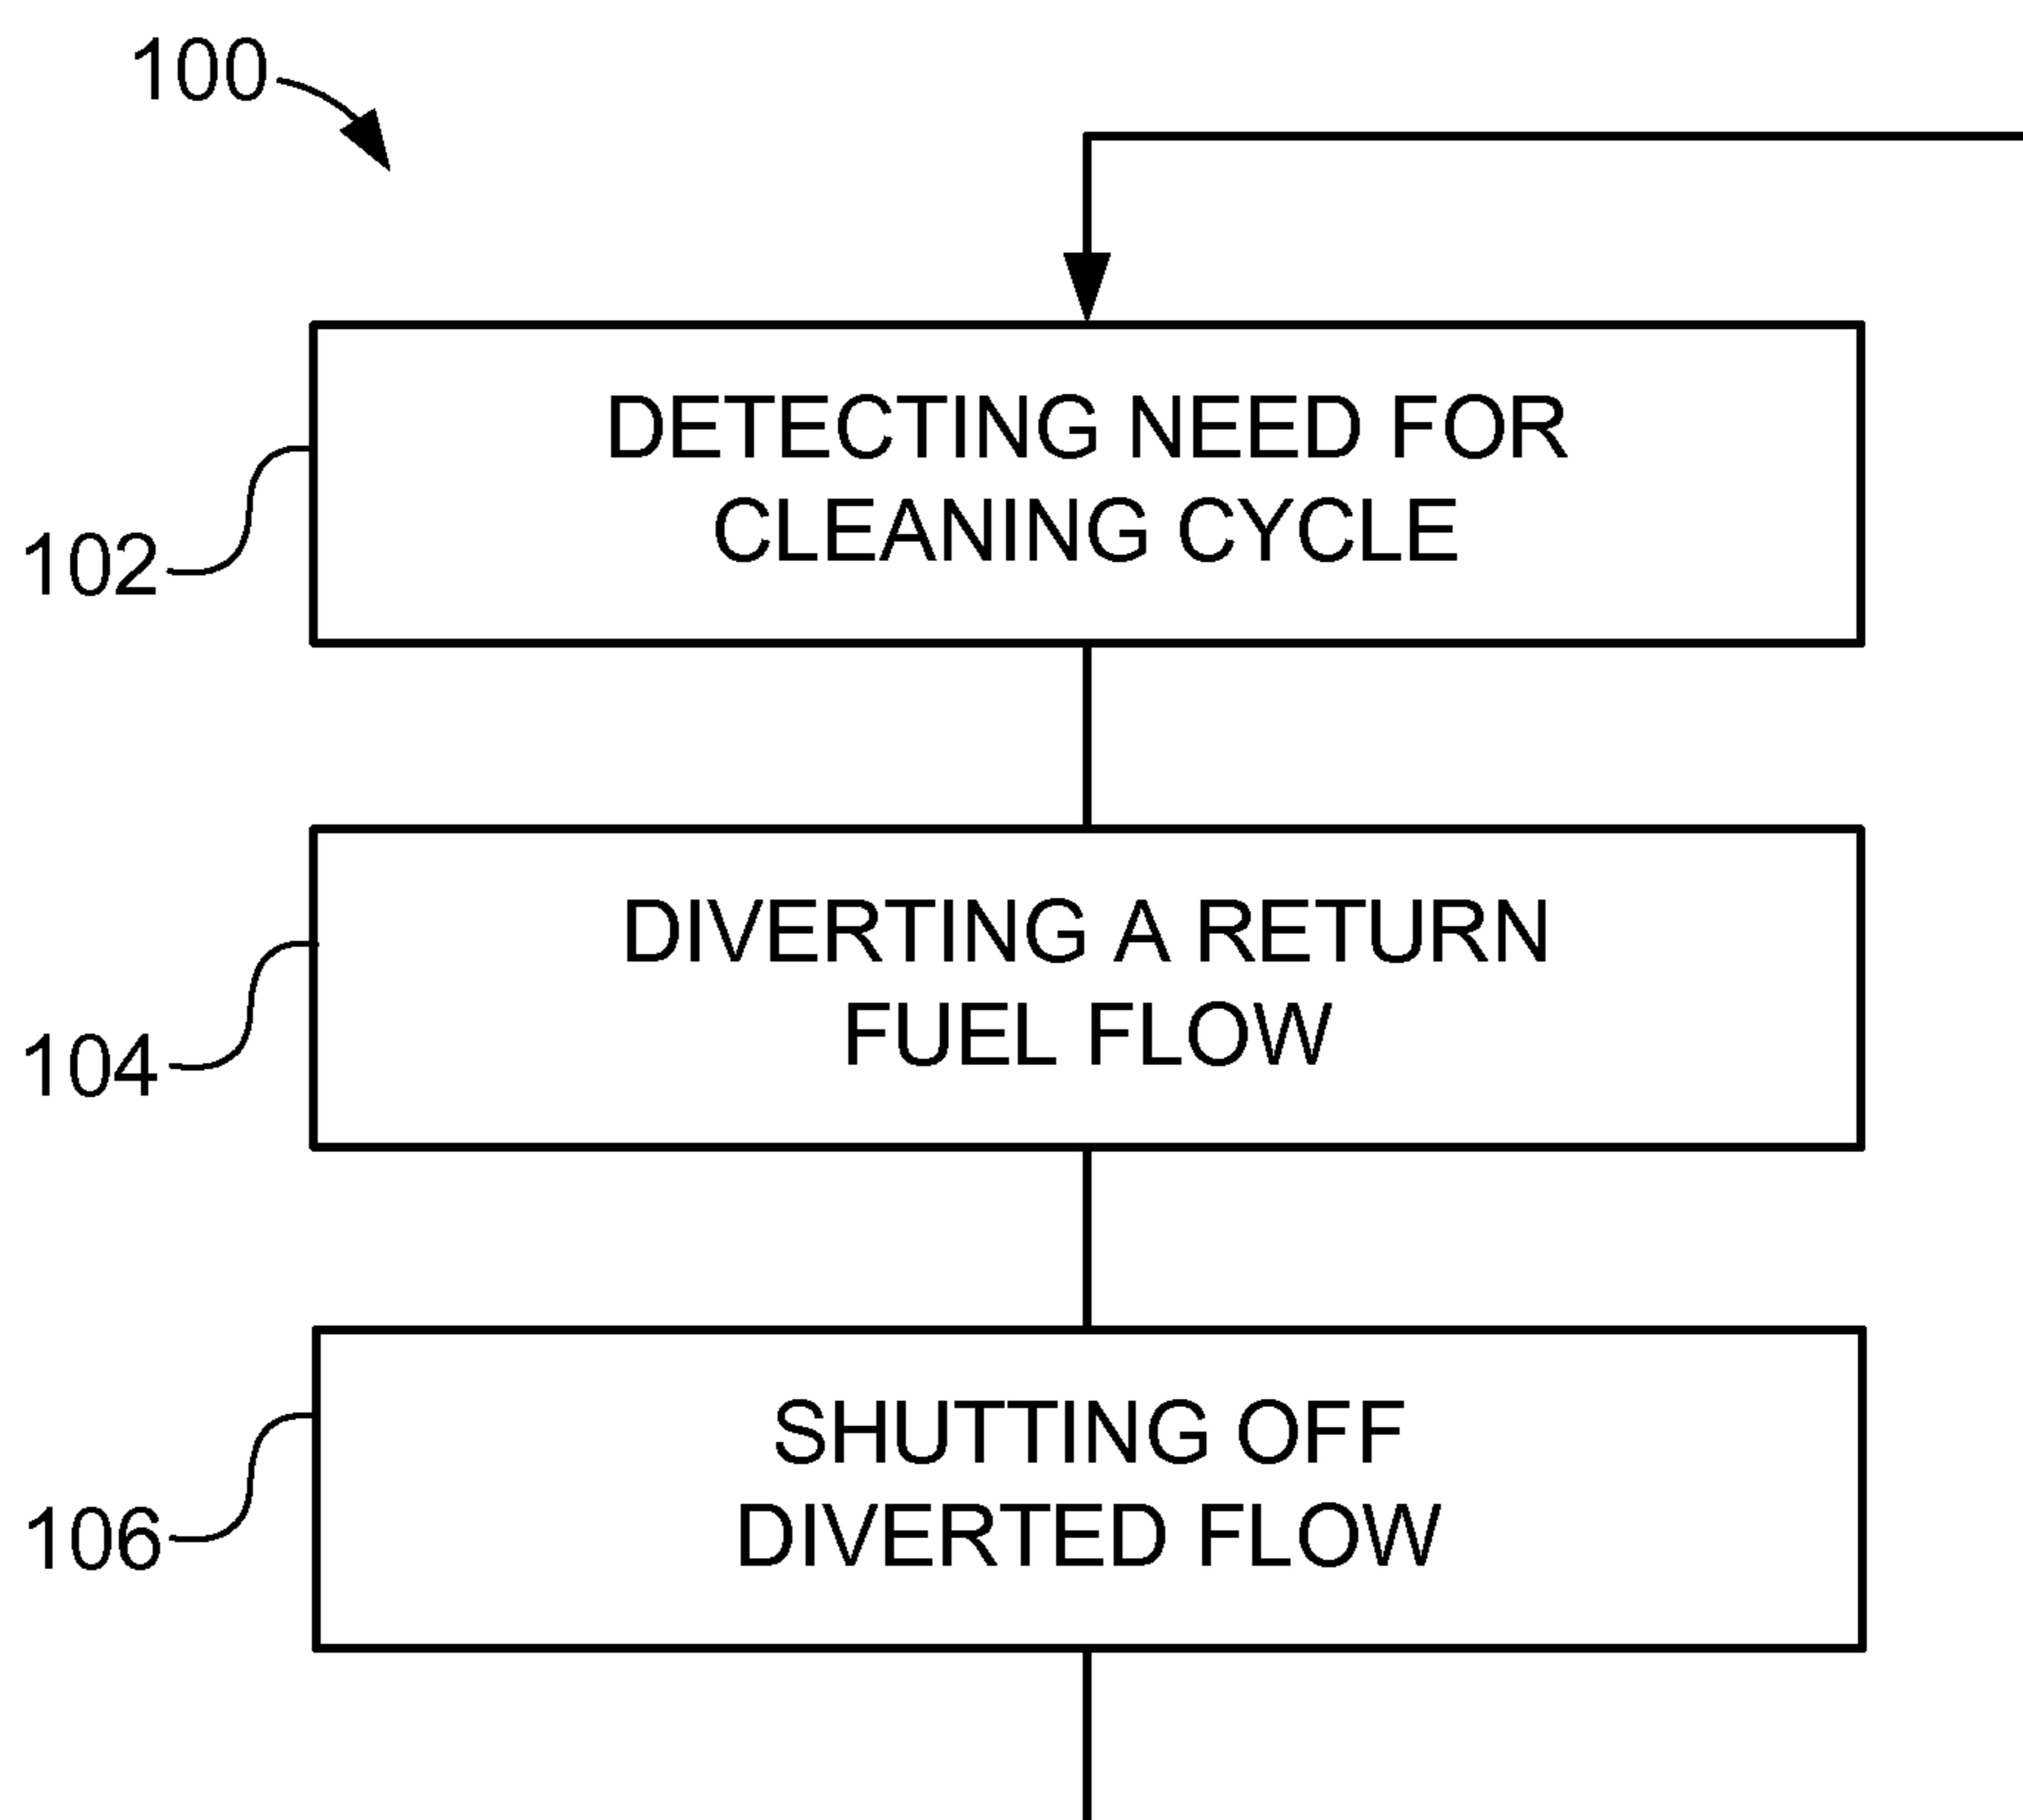 100
DETECTING NEED FOR
CLEANING CYCLE
102
DIVERTING A RETURN
FUEL FLOW
104
SHUTTING OFF
DIVERTED FLOW
106